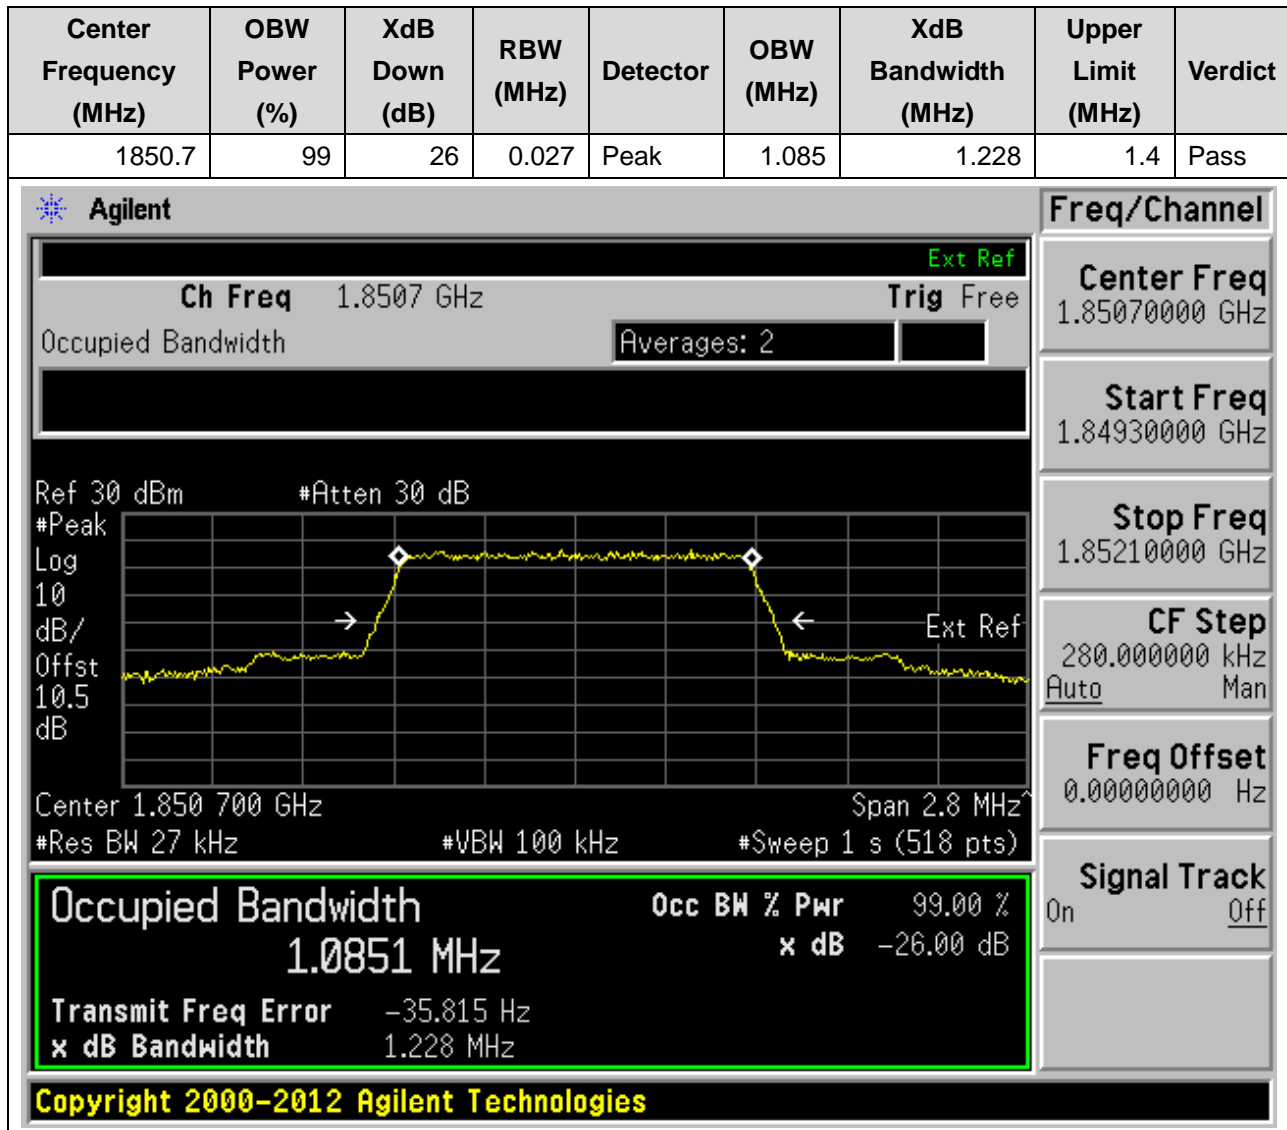 Center Frequency (MHz) OBW Power (%) XdB Down (dB) RBW (MHz) Detector OBW (MHz) XdB Bandwidth (MHz) Upper Limit (MHz) Verdict
1850.7 99 26 0.027 Peak 1.085 1.228 1.4 Pass
Agilent
Freq/Channel
Ext Ref
Ch Freq 1.8507 GHz Trig Free
Occupied Bandwidth Averages: 2
Center Freq
1.85070000 GHz
Start Freq
1.84930000 GHz
Stop Freq
1.85210000 GHz
CF Step
280.000000 kHz
Auto Man
Freq Offset
0.00000000 Hz
Signal Track
On Off
Ref 30 dBm #Atten 30 dB
#Peak
Log
10
dB/
Offst
10.5
dB
Ext Ref
Center 1.850 700 GHz Span 2.8 MHz^
#Res BW 27 kHz #VBW 100 kHz #Sweep 1 s (518 pts)
Occupied Bandwidth Occ BW % Pwr 99.00 %
1.0851 MHz x dB -26.00 dB
Transmit Freq Error -35.815 Hz
x dB Bandwidth 1.228 MHz
Copyright 2000-2012 Agilent Technologies